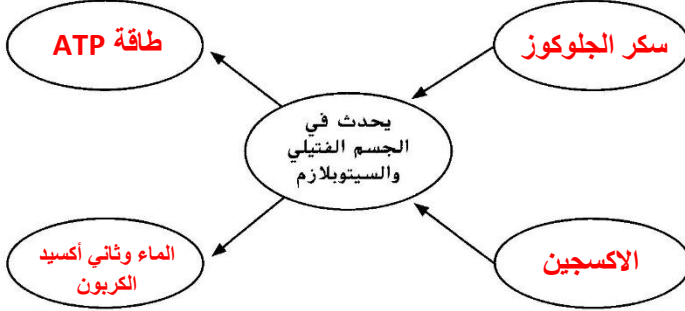 سكر الجلوكوز
طاقة ATP
يحدث في
الجسم الفتيلي
والسيتوبلازم
الاكسجين
الماء وثاني أكسيد
الكربون